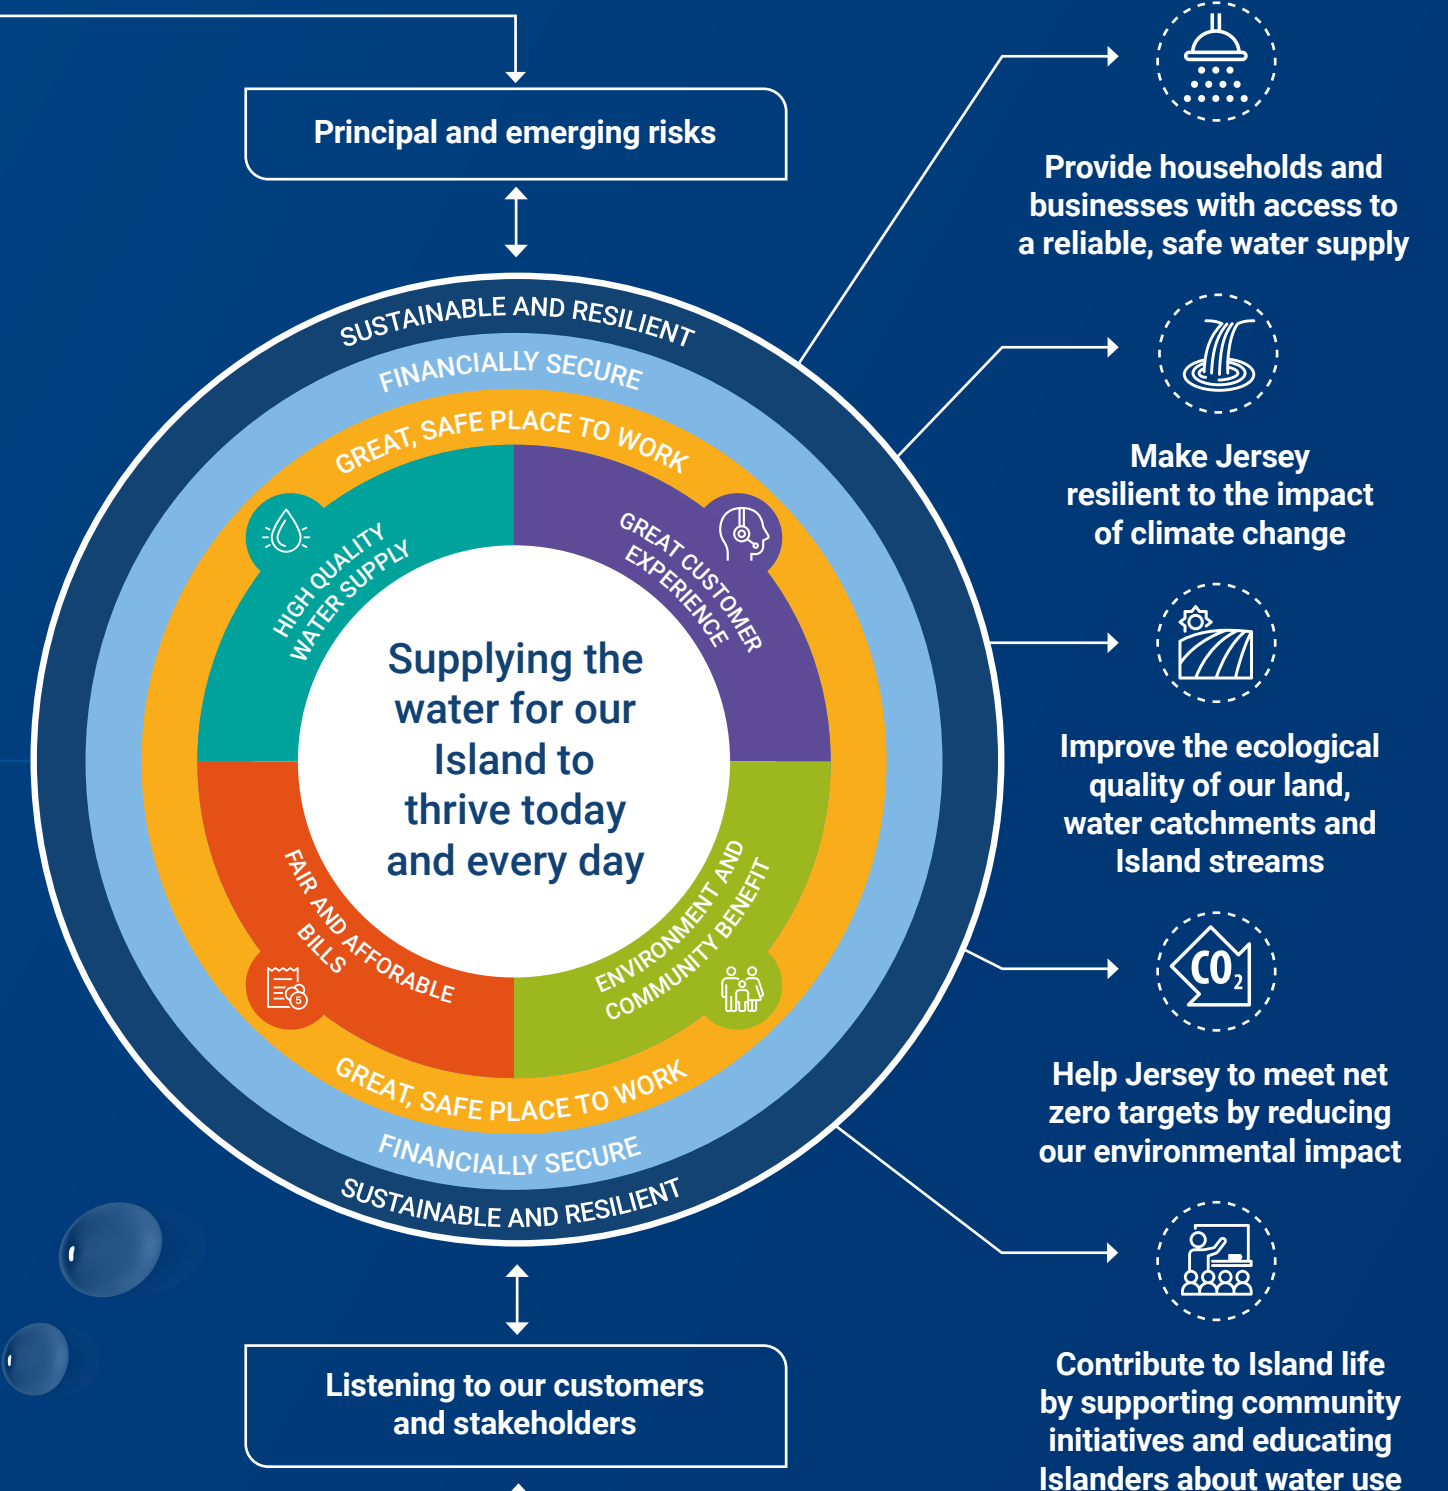 Principal and emerging risks
SUSTAINABLE AND RESILIENT
FINANCIALLY SECURE
GREAT, SAFE PLACE TO WORK
HIGH QUALITY
WATER SUPPLY
GREAT CUSTOMER
EXPERIENCE
Supplying the
water for our
Island to
thrive today
and every day
FAIR AND AFFORABLE
BILLS
5
ENVIRONMENT AND
COMMUNITY BENEFIT
GREAT, SAFE PLACE TO WORK
FINANCIALLY SECURE
SUSTAINABLE AND RESILIENT
Listening to our customers
and stakeholders
Provide households and
businesses with access to
a reliable, safe water supply
Make Jersey
resilient to the impact
of climate change
Improve the ecological
quality of our land,
water catchments and
Island streams
CO₂
Help Jersey to meet net
zero targets by reducing
our environmental impact
Contribute to Island life
by supporting community
initiatives and educating
Islanders about water use